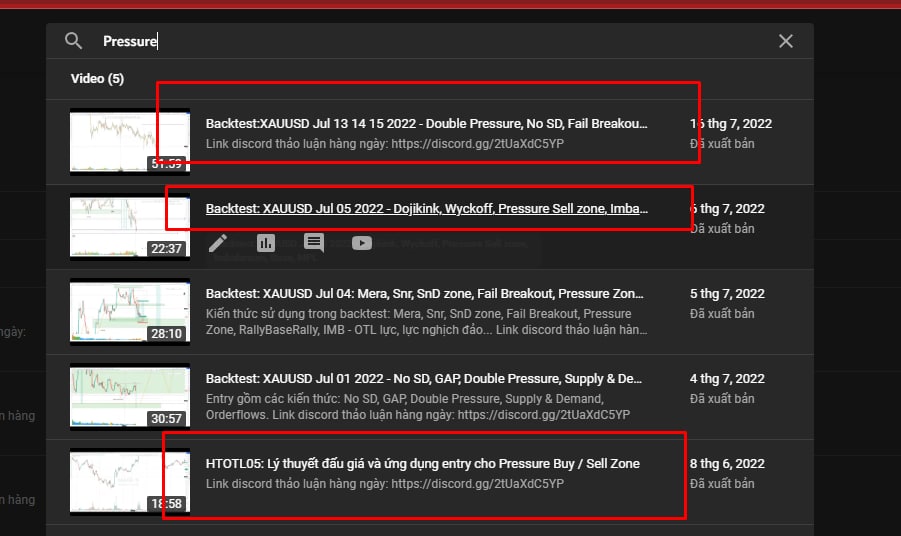 Pressure
Video (5)
51:59
Backtest:XAUUSD Jul 13 14 15 2022 - Double Pressure, No SD, Fail Breakou...
Link discord thảo luận hàng ngày: https://discord.gg/2tUaXdC5YP
16 thg 7, 2022
Đã xuất bản
22:37
Backtest: XAUUSD Jul 05 2022 - Dojikink, Wyckoff, Pressure Sell zone, Imba...
6 thg 7, 2022
Đã xuất bản
28:10
Backtest: XAUUSD Jul 04: Mera, Snr, SnD zone, Fail Breakout, Pressure Zon...
Kiến thức sử dụng trong backtest: Mera, Snr, SnD zone, Fail Breakout, Pressure
Zone, RallyBaseRally, IMB - OTL lực, lực nghịch đảo... Link discord thảo luận hàn...
5 thg 7, 2022
Đã xuất bản
ngày:
30:57
Backtest: XAUUSD Jul 01 2022 - No SD, GAP, Double Pressure, Supply & De...
Entry gồm các kiến thức: No SD, GAP, Double Pressure, Supply & Demand,
Orderflows. Link discord thảo luận hàng ngày: https://discord.gg/2tUaXdC5YP
4 thg 7, 2022
Đã xuất bản
n hàng
18:58
HTOTL05: Lý thuyết đấu giá và ứng dụng entry cho Pressure Buy / Sell Zone
Link discord thảo luận hàng ngày: https://discord.gg/2tUaXdC5YP
8 thg 6, 2022
Đã xuất bản
n hàng